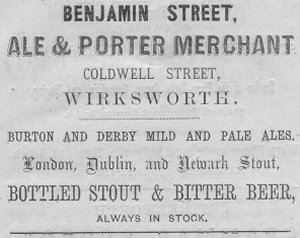 BENJAMIN STREET,
ALE & PORTER MERCHANT
COLDWELL STREET,
WIRKSWORTH.
BURTON AND DERBY MILD AND PALE ALES.
London, Dublin, and Newark Stout,
BOTTLED STOUT & BITTER BEER,
ALWAYS IN STOCK.